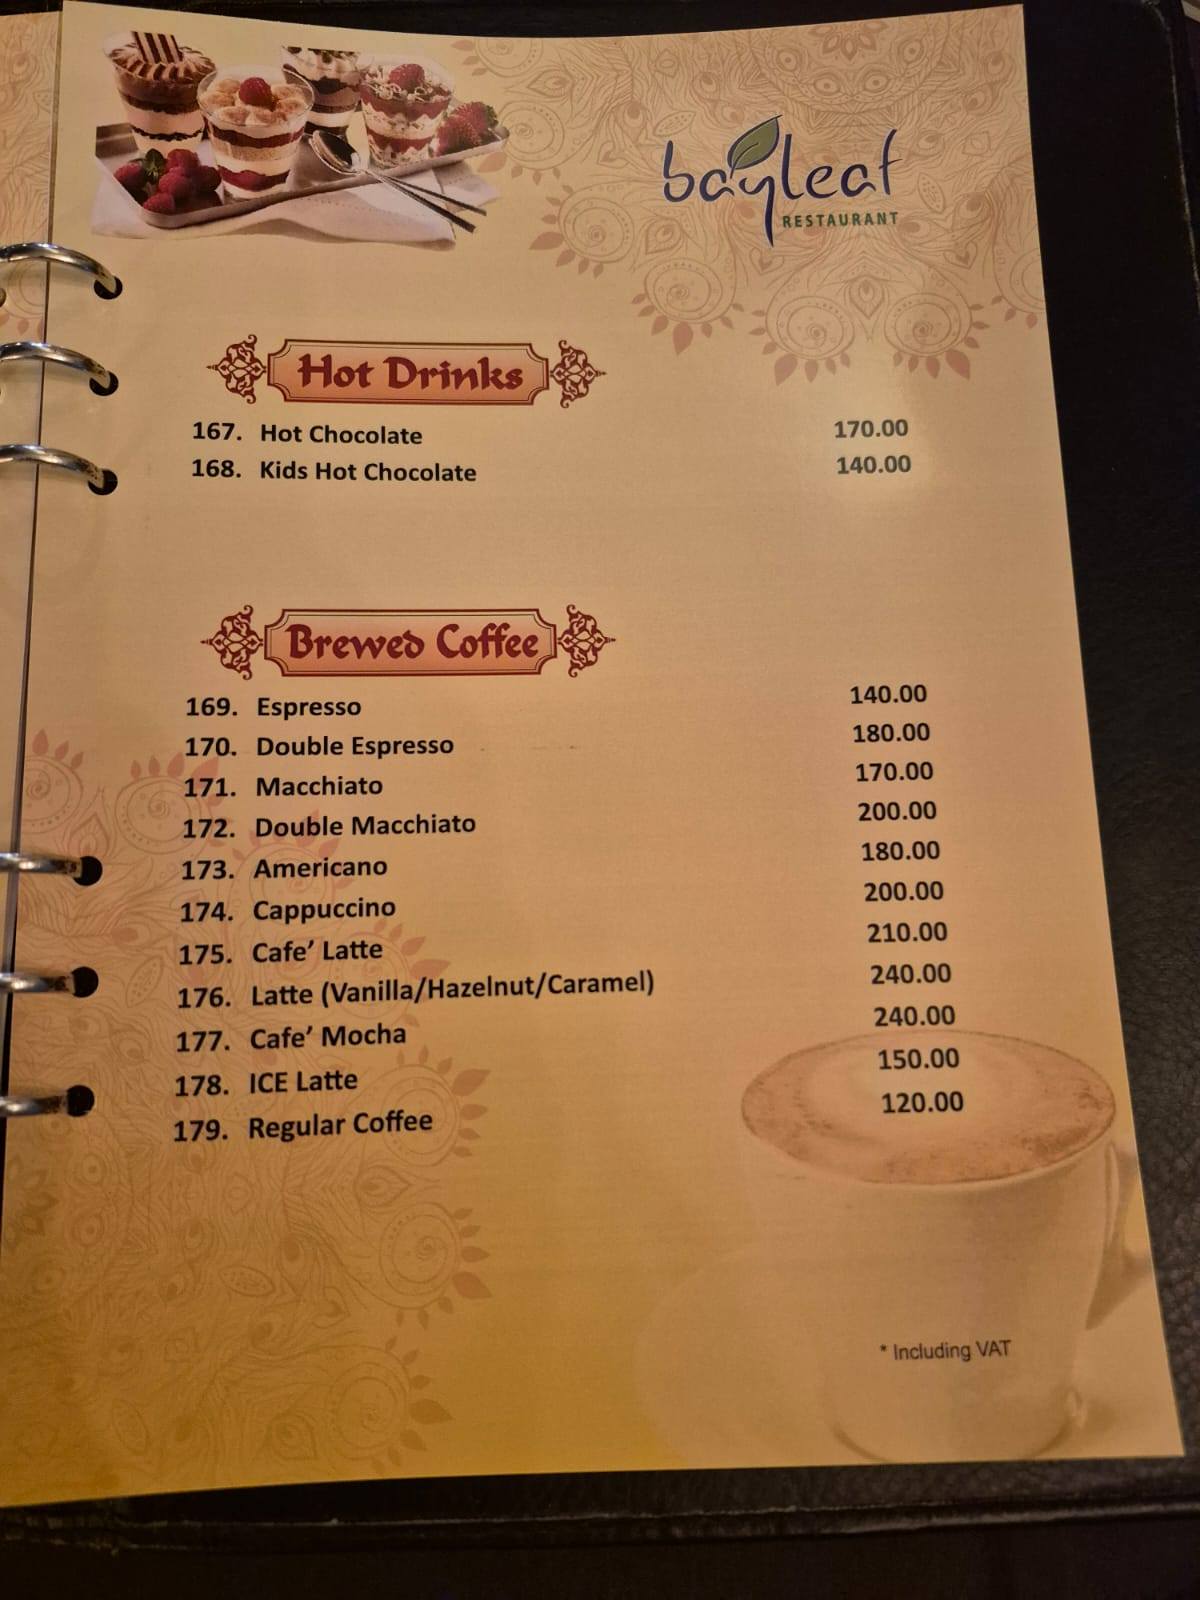 bayleaf
RESTAURANT
Hot Drinks
167. Hot Chocolate 170.00
168. Kids Hot Chocolate 140.00
Brewed Coffee
169. Espresso 140.00
170. Double Espresso 180.00
171. Macchiato 170.00
172. Double Macchiato 200.00
173. Americano 180.00
174. Cappuccino 200.00
175. Cafe’ Latte 210.00
176. Latte (Vanilla/Hazelnut/Caramel) 240.00
177. Cafe’ Mocha 240.00
178. ICE Latte 150.00
179. Regular Coffee 120.00
* Including VAT